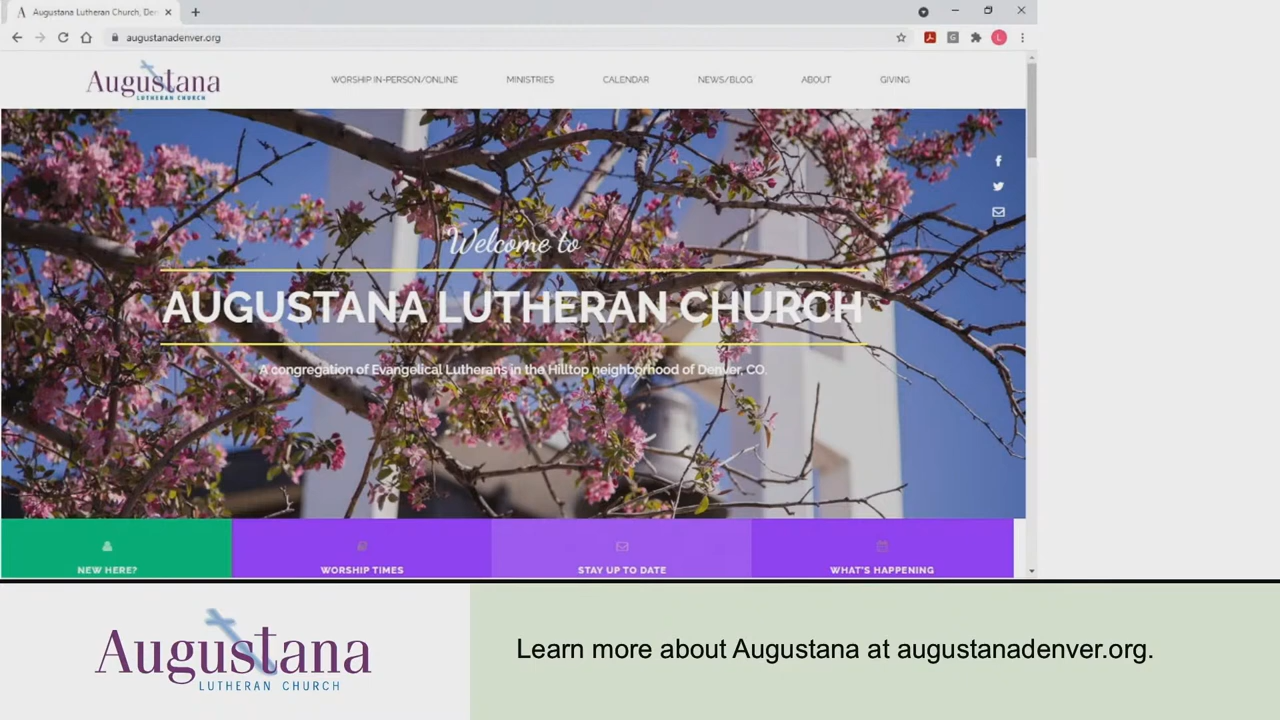 Augustana Lutheran Church, De
augustanadenver.org
Augustana
LUTHERAN CHURCH
WORSHIP IN-PERSON/ONLINE
MINISTRIES
CALENDAR
NEWS/BLOG
ABOUT
GIVING
Welcome to
AUGUSTANA LUTHERAN CHURCH
A congregation of Evangelical Lutherans in the Hilltop neighborhood of Denver, CO.
NEW HERE?
WORSHIP TIMES
STAY UP TO DATE
WHAT'S HAPPENING
Augustana
LUTHERAN CHURCH
Learn more about Augustana at augustanadenver.org.